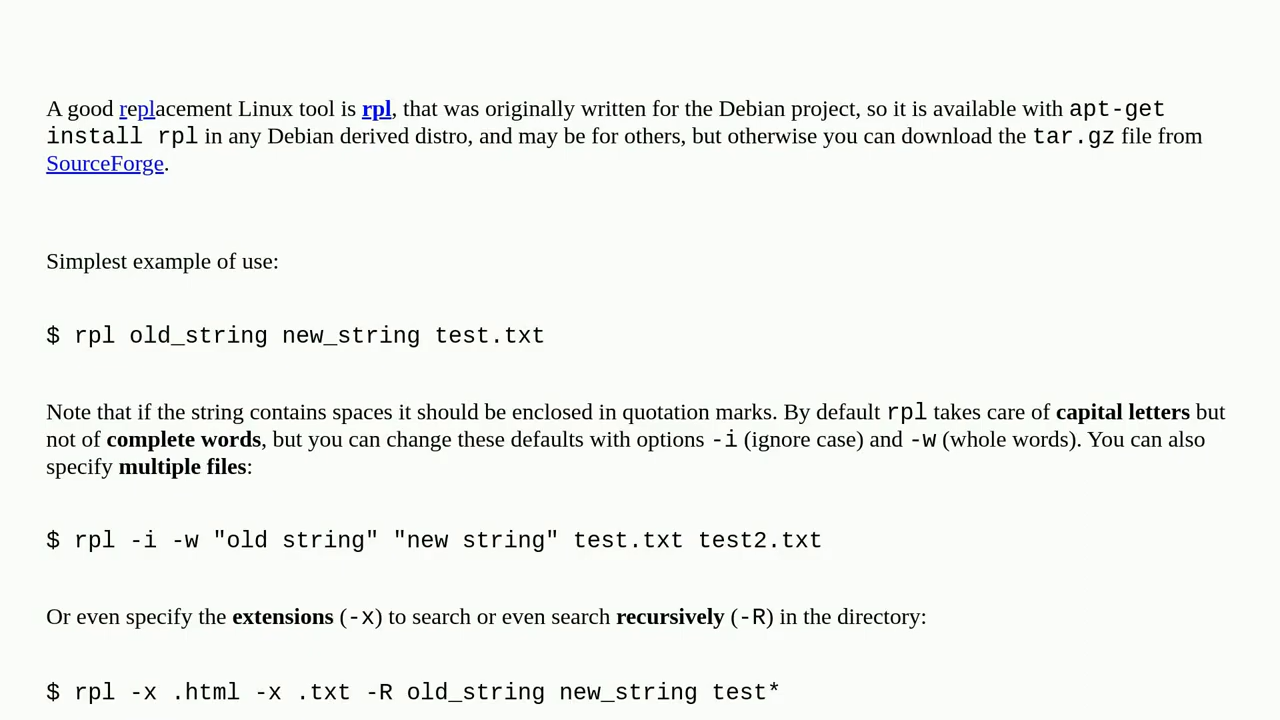 A good replacement Linux tool is rpl, that was originally written for the Debian project, so it is available with apt-get
install rpl in any Debian derived distro, and may be for others, but otherwise you can download the tar.gz file from
SourceForge.
Simplest example of use:
$ rpl old_string new_string test.txt
Note that if the string contains spaces it should be enclosed in quotation marks. By default rpl takes care of capital letters but
not of complete words, but you can change these defaults with options -i (ignore case) and -w (whole words). You can also
specify multiple files:
$ rpl -i -w "old string" "new string" test.txt test2.txt
Or even specify the extensions (-x) to search or even search recursively (-R) in the directory:
$ rpl -x .html -x .txt -R old_string new_string test*